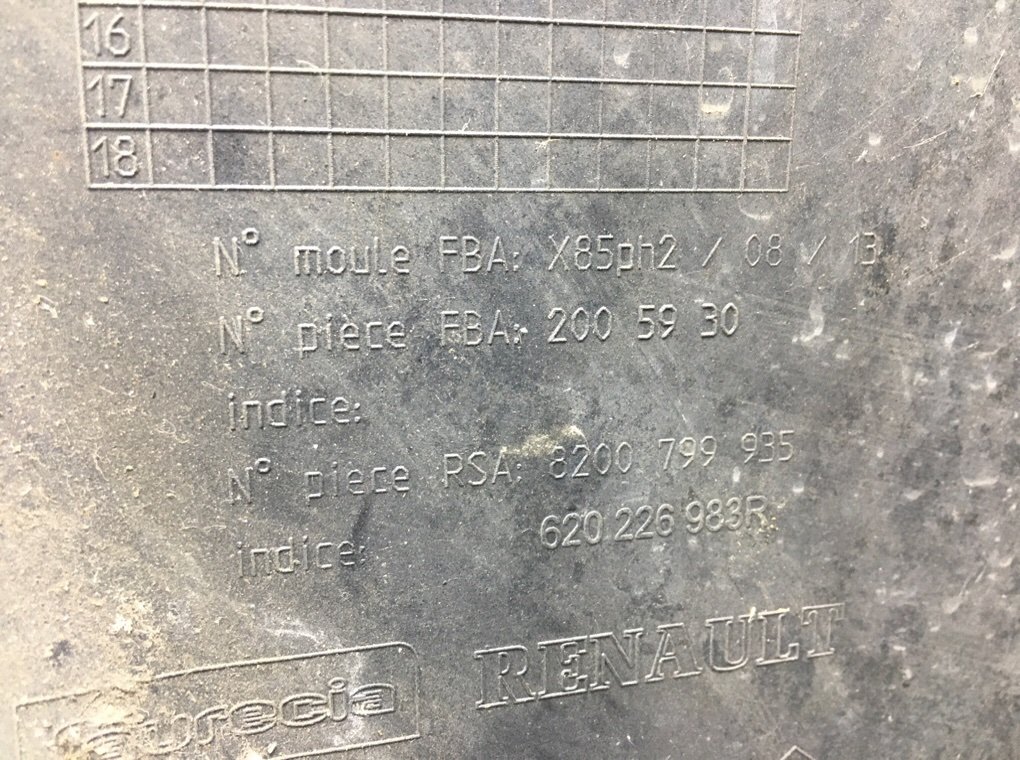 16
17
18
N° moule FBA: X85ph2 / 08 / 13
N° pièce FBA: 200 59 30
indice:
N° pièce RSA: 8200 799 935
indice: 620 226 983R
faurecia RENAULT